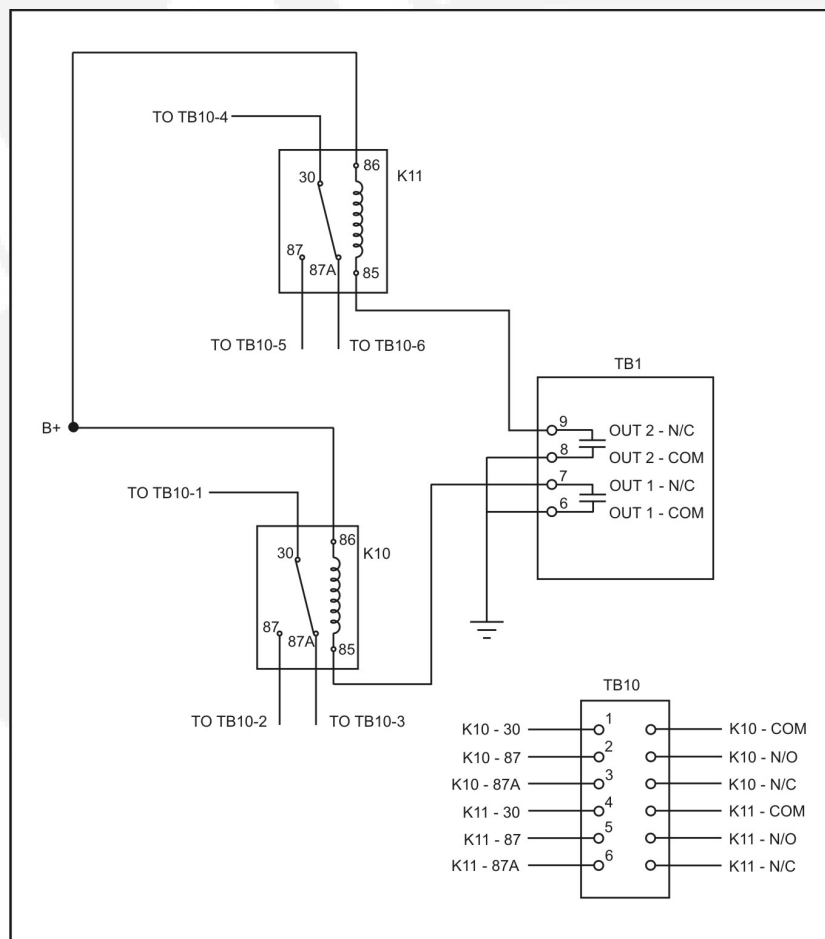 TO TB10-4
86
K11
30
87
87A
85
TO TB10-5
TO TB10-6
TB1
B+
9
OUT 2 - N/C
8
OUT 2 - COM
7
OUT 1 - N/C
6
OUT 1 - COM
TO TB10-1
86
K10
30
87
87A
85
TO TB10-2
TO TB10-3
TB10
K10 - 30
1
K10 - COM
K10 - 87
2
K10 - N/O
K10 - 87A
3
K10 - N/C
K11 - 30
4
K11 - COM
K11 - 87
5
K11 - N/O
K11 - 87A
6
K11 - N/C